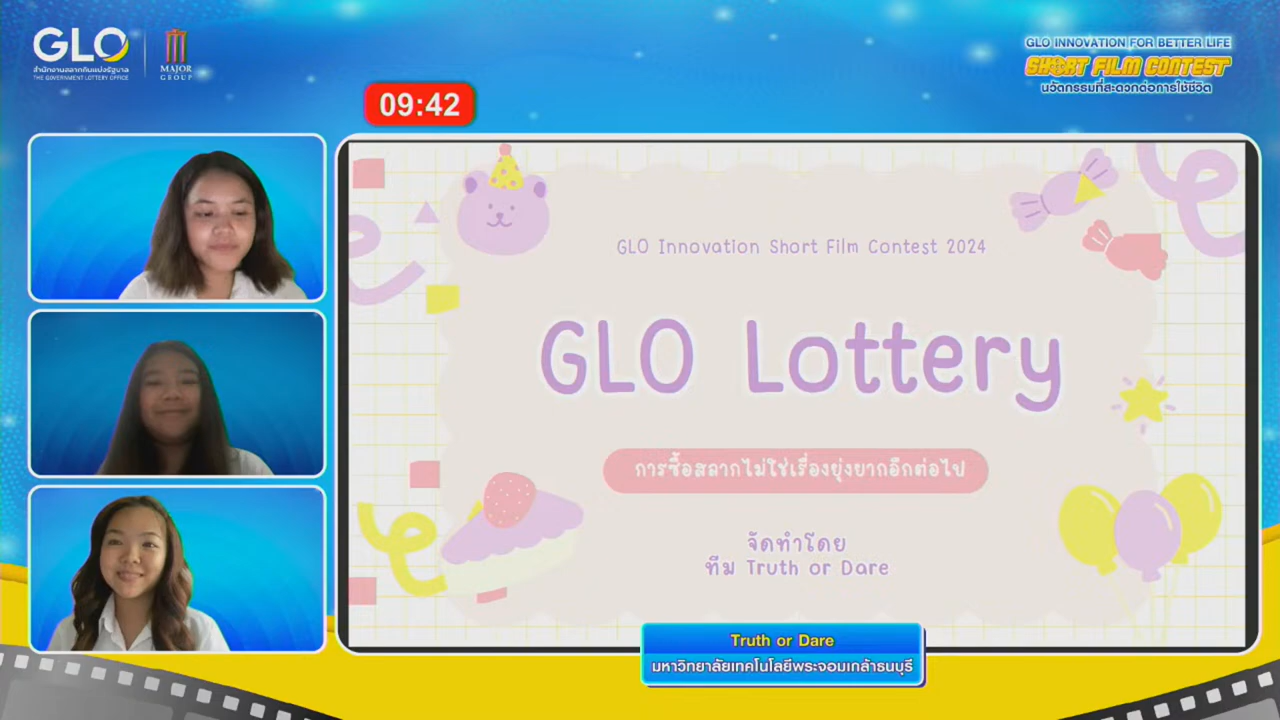 GLO
สำนักงานสลากกินแบ่งรัฐบาล
THE GOVERNMENT LOTTERY OFFICE
MAJOR
GROUP
GLO INNOVATION FOR BETTER LIFE
SHORT FILM CONTEST
นวัตกรรมที่สะดวกต่อการใช้ชีวิต
09:42
GLO Innovation Short Film Contest 2024
GLO Lottery
การซื้อสลากไม่ใช่เรื่องยุ่งยากอีกต่อไป
จัดทำโดย
ทีม Truth or Dare
Truth or Dare
มหาวิทยาลัยเทคโนโลยีพระจอมเกล้าธนบุรี